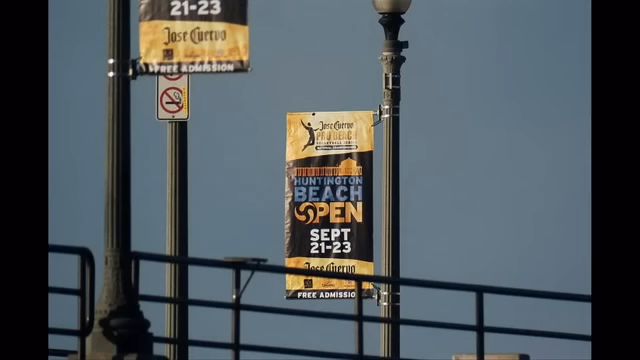 21-23
Jose Cuervo
FREE ADMISSION
Jose Cuervo
PRO BEACH
HUNTINGTON
BEACH
OPEN
SEPT
21-23
Jose Cuervo
FREE ADMISSION